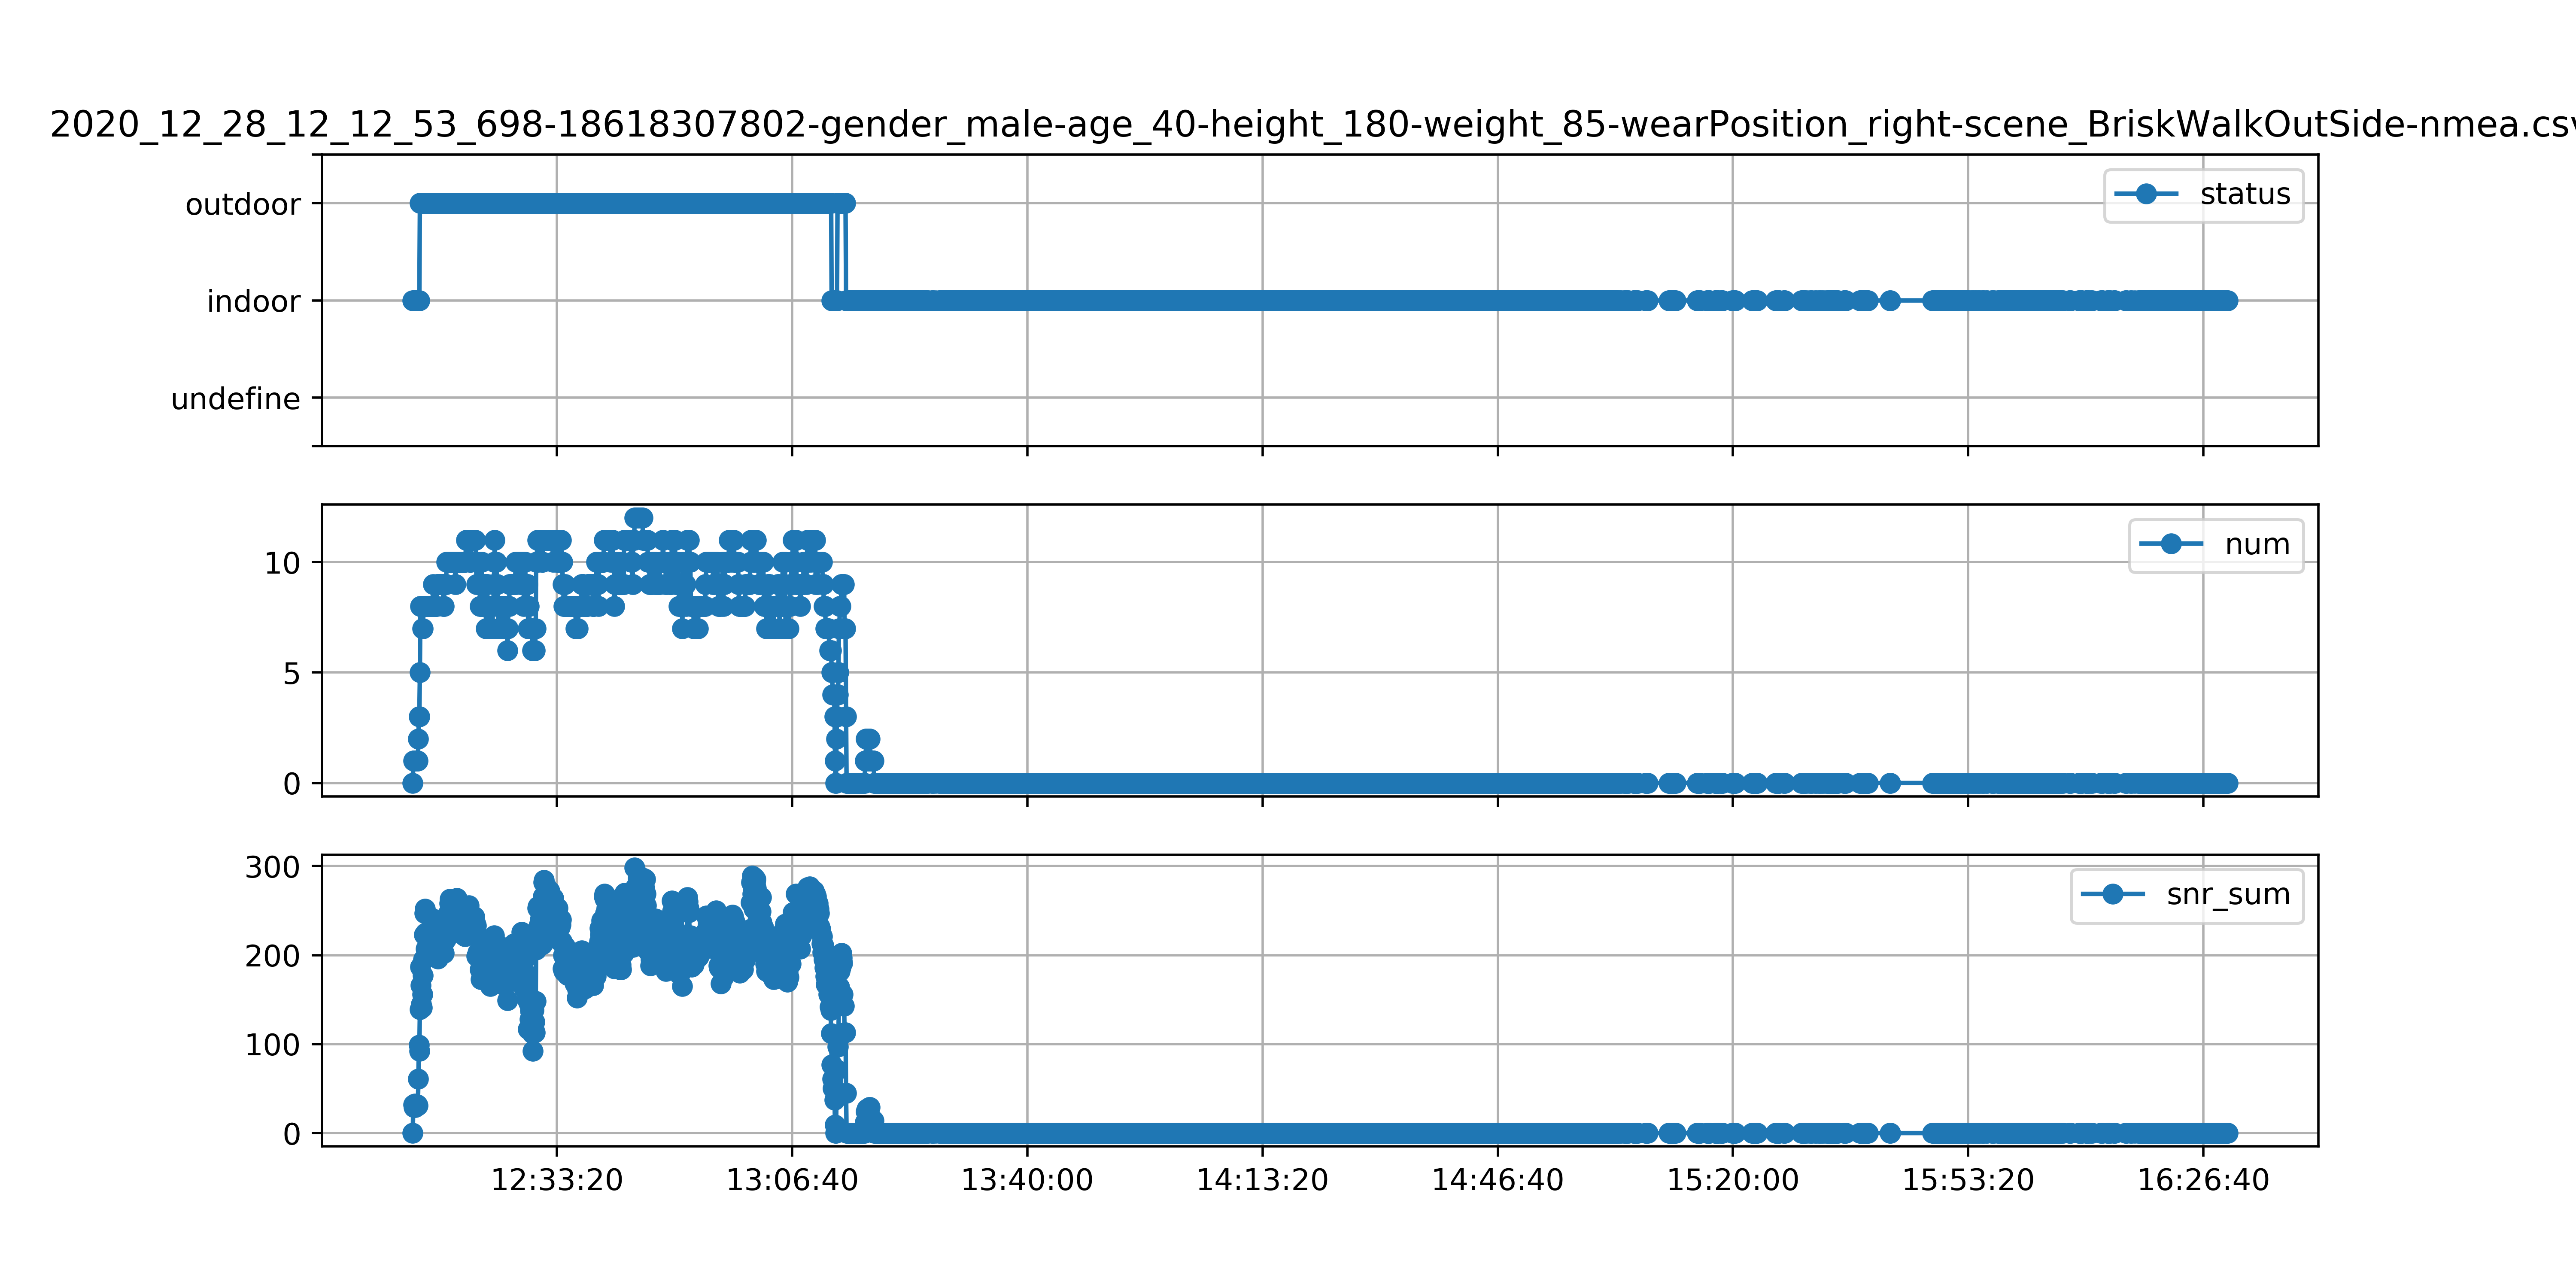 2020_12_28_12_12_53_698-18618307802-gender_male-age_40-height_180-weight_85-wearPosition_right-scene_BriskWalkOutSide-nmea.csv
outdoor
status
indoor
undefine
num
10
5
0
300
snr_sum
200
100
0
12:33:20 13:06:40 13:40:00 14:13:20 14:46:40 15:20:00 15:53:20 16:26:40